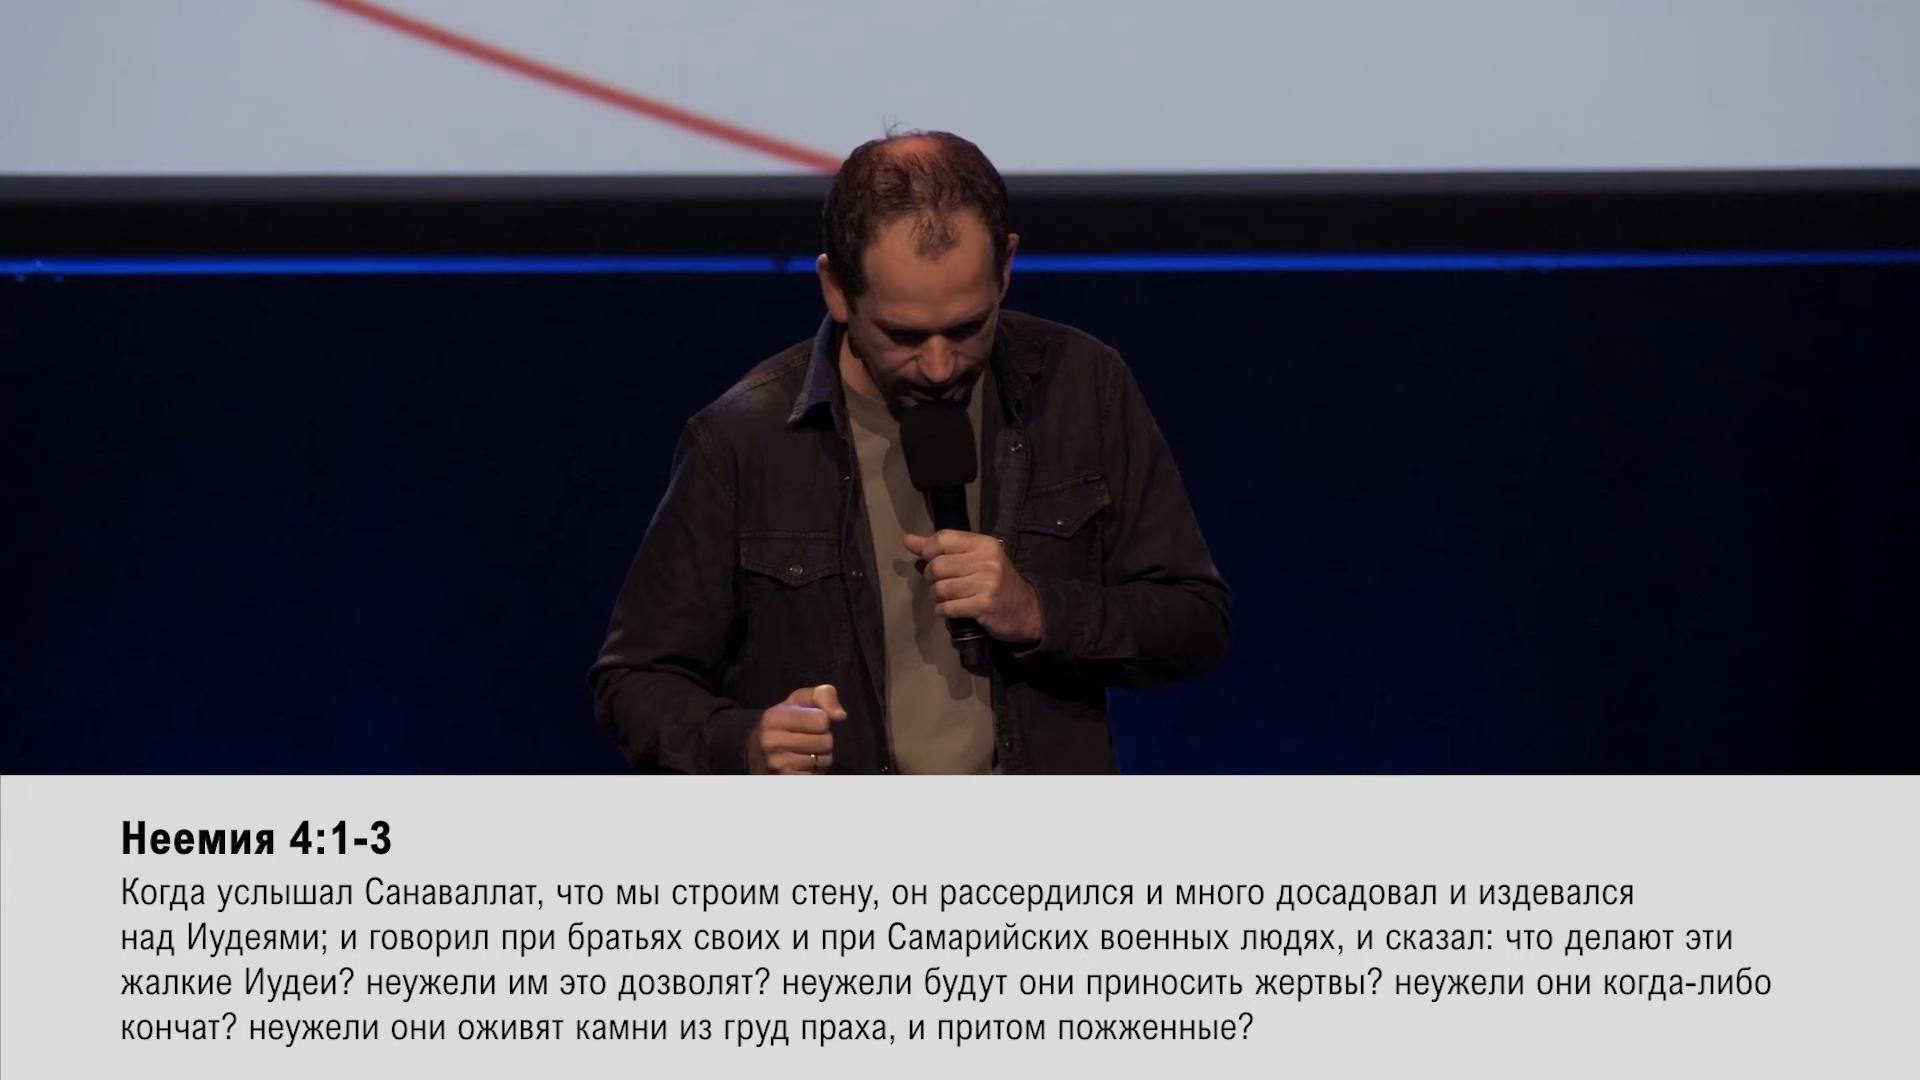 Неемия 4:1-3
Когда услышал Санаваллат, что мы строим стену, он рассердился и много досадовал и издевался
над Иудеями; и говорил при братьях своих и при Самарийских военных людях, и сказал: что делают эти
жалкие Иудеи? неужели им это дозволят? неужели будут они приносить жертвы? неужели они когда-либо
кончат? неужели они оживят камни из груд праха, и притом пожженные?